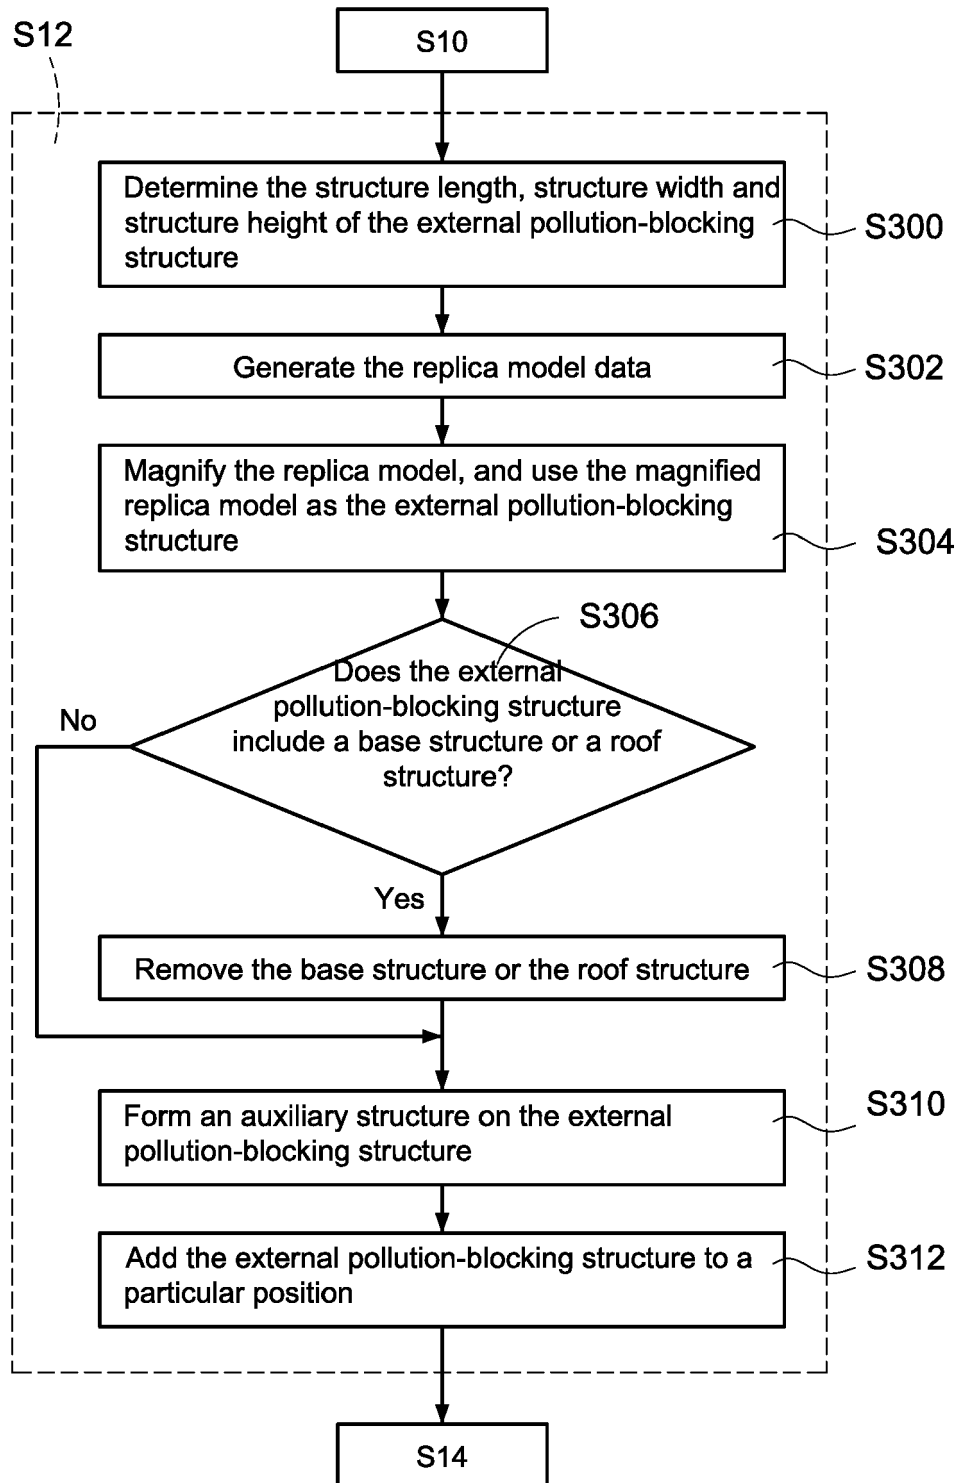 S12
S10
Determine the structure length, structure width and
structure height of the external pollution-blocking
structure
S300
Generate the replica model data
S302
Magnify the replica model, and use the magnified
replica model as the external pollution-blocking
structure
S304
S306
Does the external
pollution-blocking structure
include a base structure or a roof
structure?
No
Yes
Remove the base structure or the roof structure
S308
Form an auxiliary structure on the external
pollution-blocking structure
S310
Add the external pollution-blocking structure to a
particular position
S312
S14